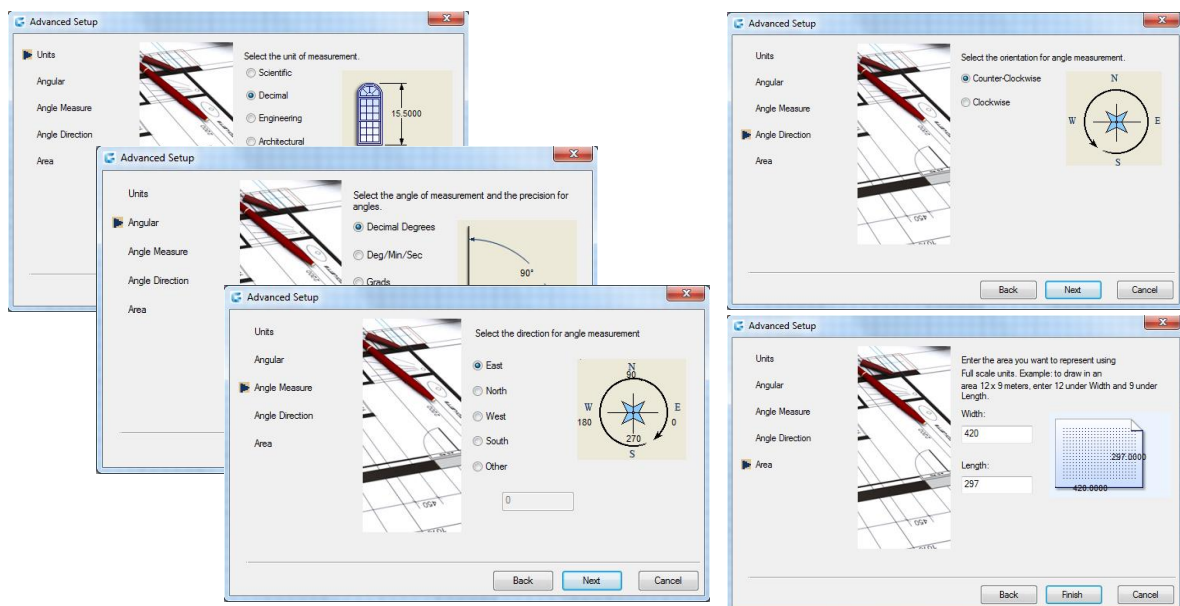 Advanced Setup
Units
Angular
Angle Measure
Angle Direction
Area
Select the unit of measurement.
Scientific
Decimal
Engineering
Architectural
15.5000
Advanced Setup
Units
Angular
Angle Measure
Angle Direction
Area
Select the angle of measurement and the precision for
angles.
Decimal Degrees
Deg/Min/Sec
Grads
90°
Advanced Setup
Units
Angular
Angle Measure
Angle Direction
Area
Select the direction for angle measurement
East
North
West
South
Other
0
N
90
W
180
E
0
270
S
450
Back
Next
Cancel
Advanced Setup
Units
Angular
Angle Measure
Angle Direction
Area
Select the orientation for angle measurement.
Counter-Clockwise
Clockwise
N
W
E
S
450
Back
Next
Cancel
Advanced Setup
Units
Angular
Angle Measure
Angle Direction
Area
Enter the area you want to represent using
Full scale units. Example: to draw in an
area 12 x 9 meters, enter 12 under Width and 9 under
Length.
Width:
420
Length:
297
297.0000
420.0000
450
Back
Finish
Cancel